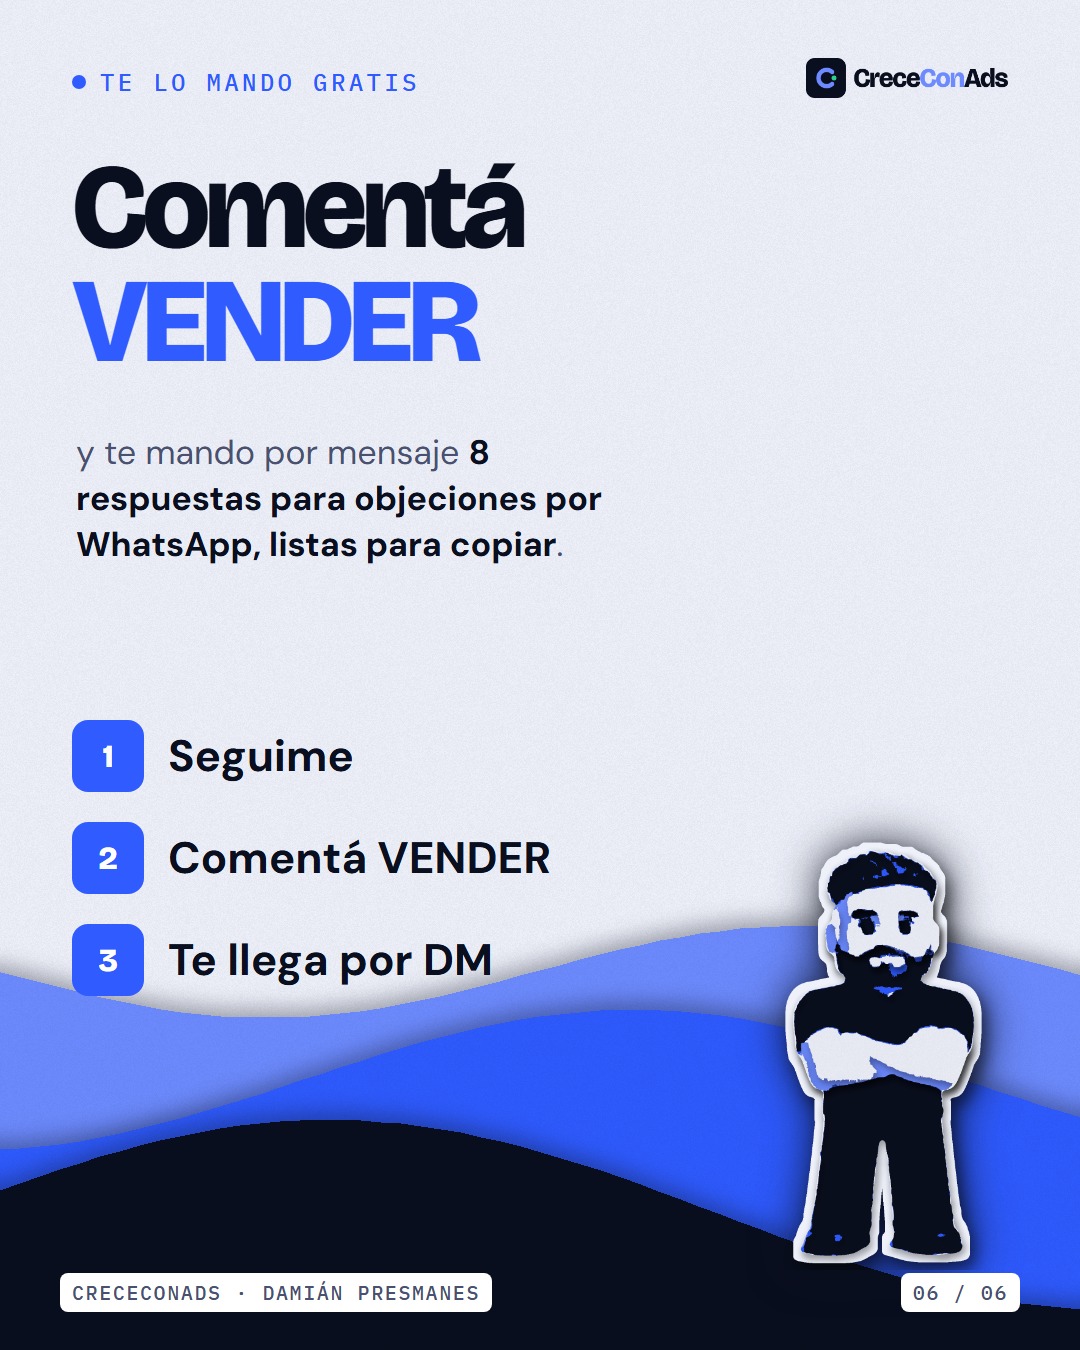 TE LO MANDO GRATIS
CreceConAds
Comentá
VENDER
y te mando por mensaje 8
respuestas para objeciones por
WhatsApp, listas para copiar.
1 Seguime
2 Comentá VENDER
3 Te llega por DM
CRECECONADS · DAMIÁN PRESMANES
06 / 06